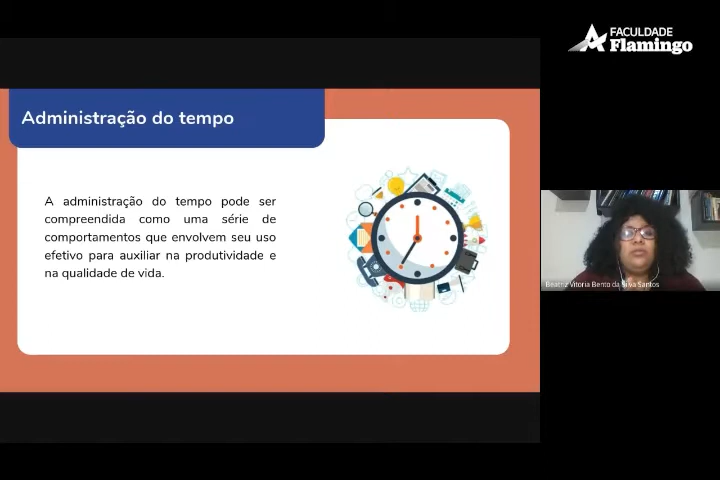 FACULDADE
Flamingo
Administração do tempo
A administração do tempo pode ser
compreendida como uma série de
comportamentos que envolvem seu uso
efetivo para auxiliar na produtividade e
na qualidade de vida.
Beatriz Vitoria Bento da Silva Santos